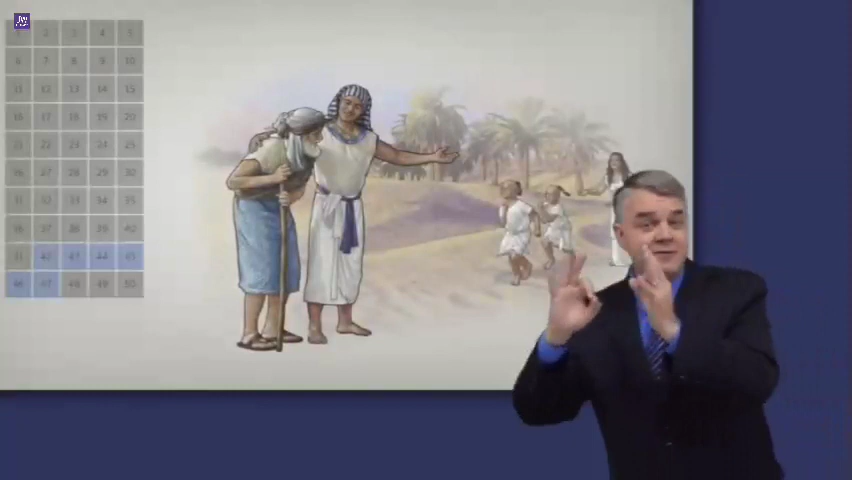 JW
1 2 3 4 5
6 7 8 9 10
11 12 13 14 15
16 17 18 19 20
21 22 23 24 25
26 27 28 29 30
31 32 33 34 35
36 37 38 39 40
41 42 43 44 45
46 47 48 49 50